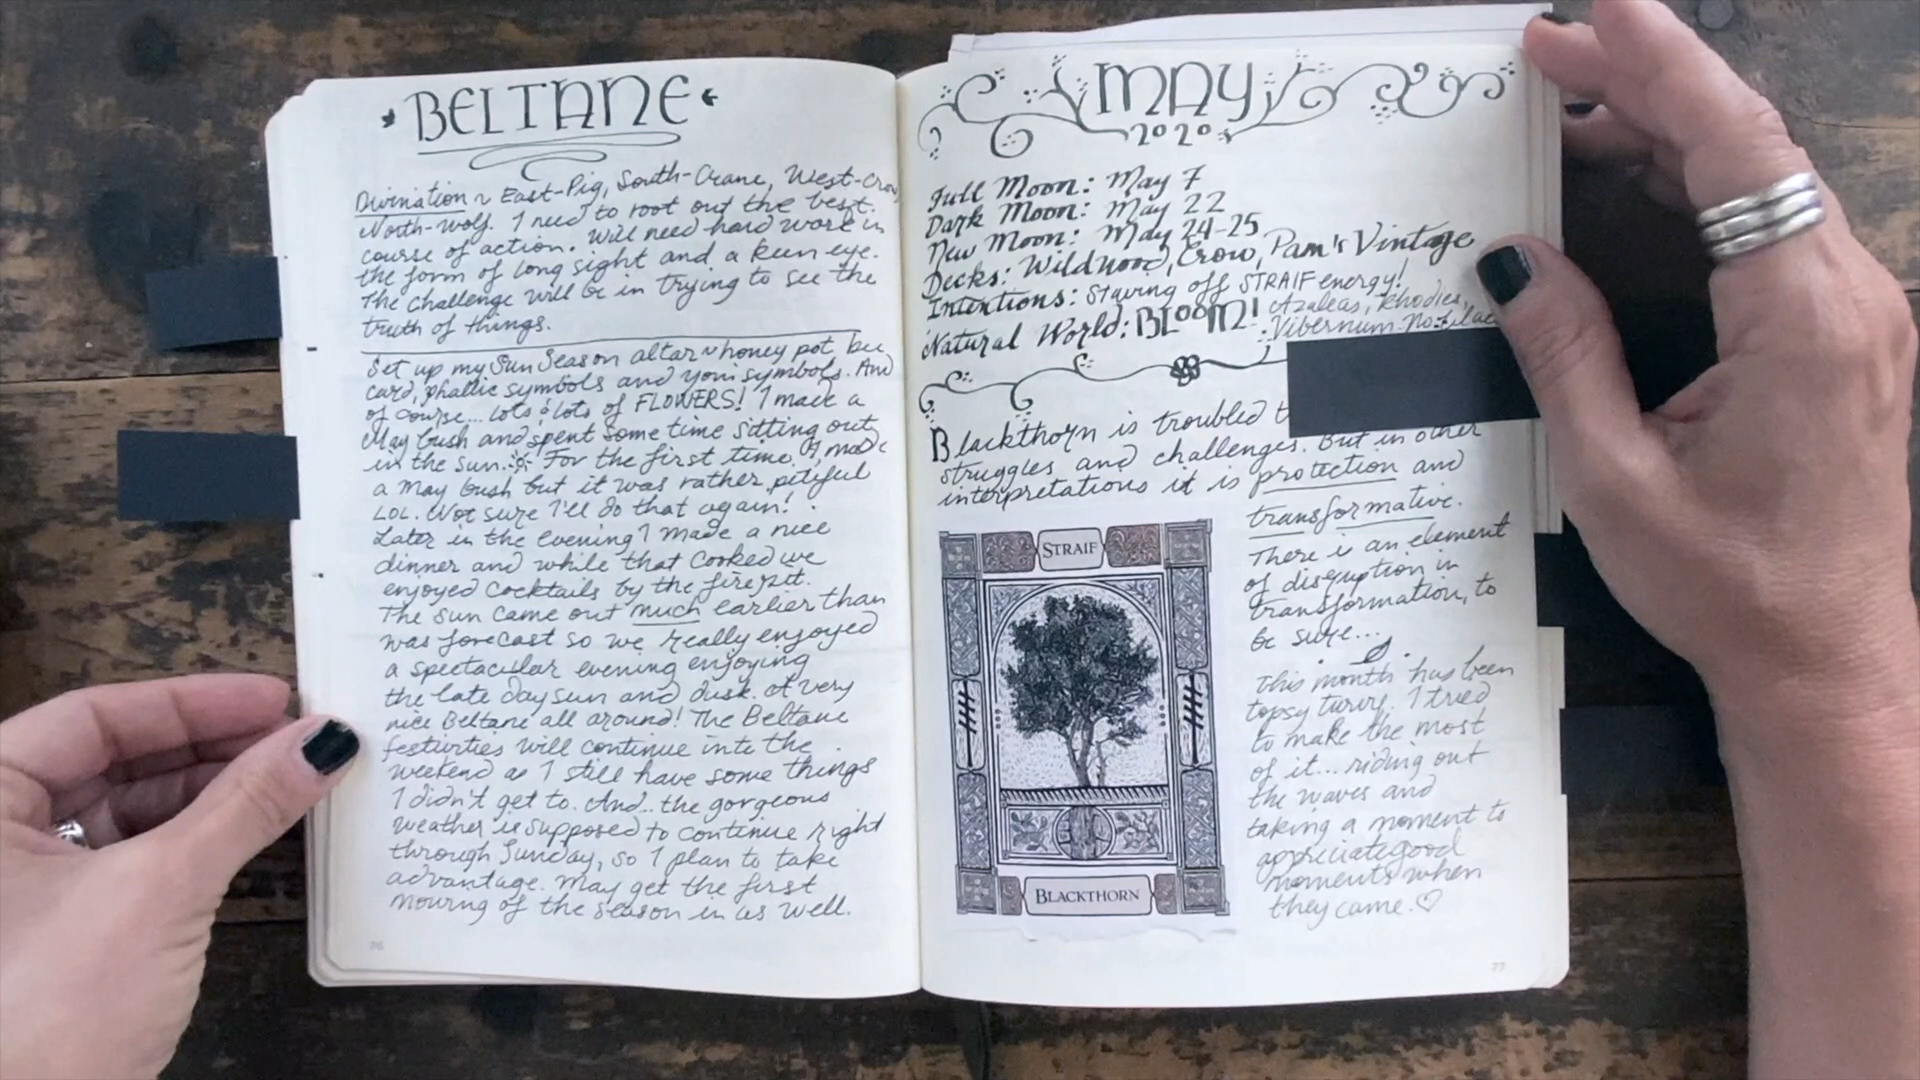 BELTANE
Divination ~ East-Pig, South-Crane, West-Crow,
North-wolf. I need to root out the best
course of action. Will need hard work in
the form of long sight and a keen eye.
The challenge will be in trying to see the
truth of things.
Set up my Sun Season altar ~ honey pot bee
card, phallic symbols and yoni symbols. And
of course... lots & lots of FLOWERS! I made a
May bush and spent some time sitting out
in the sun. For the first time I made
a May bush but it was rather pitiful
LOL. Not sure I'll do that again!
Later in the evening I made a nice
dinner and while that cooked we
enjoyed cocktails by the firepit.
The sun came out much earlier than
was forecast so we really enjoyed
a spectacular evening enjoying
the late day sun and dusk. A very
nice Beltane all around! The Beltane
festivities will continue into the
weekend as I still have some things
I didn't get to. And.. the gorgeous
weather is supposed to continue right
through Sunday, so I plan to take
advantage. May get the first
mowing of the season in as well.
76
MAY
2020
Full Moon: May 7
Dark Moon: May 22
New Moon: May 24-25
Decks: Wildwood, Crow, Pam's Vintage
Intentions: Staving off STRAIF energy!
Natural World: BLOOM! Azaleas, Rhodies,
Vibernum. No lilac
Blackthorn is troubled
struggles and challenges. But in other
interpretations it is protection and
transformative.
There is an element
of disruption in
transformation, to
be sure...
This month has been
topsy turvy. I tried
to make the most
of it... riding out
the waves and
taking a moment to
appreciate good
moments when
they came. ♡
STRAIF
BLACKTHORN
77